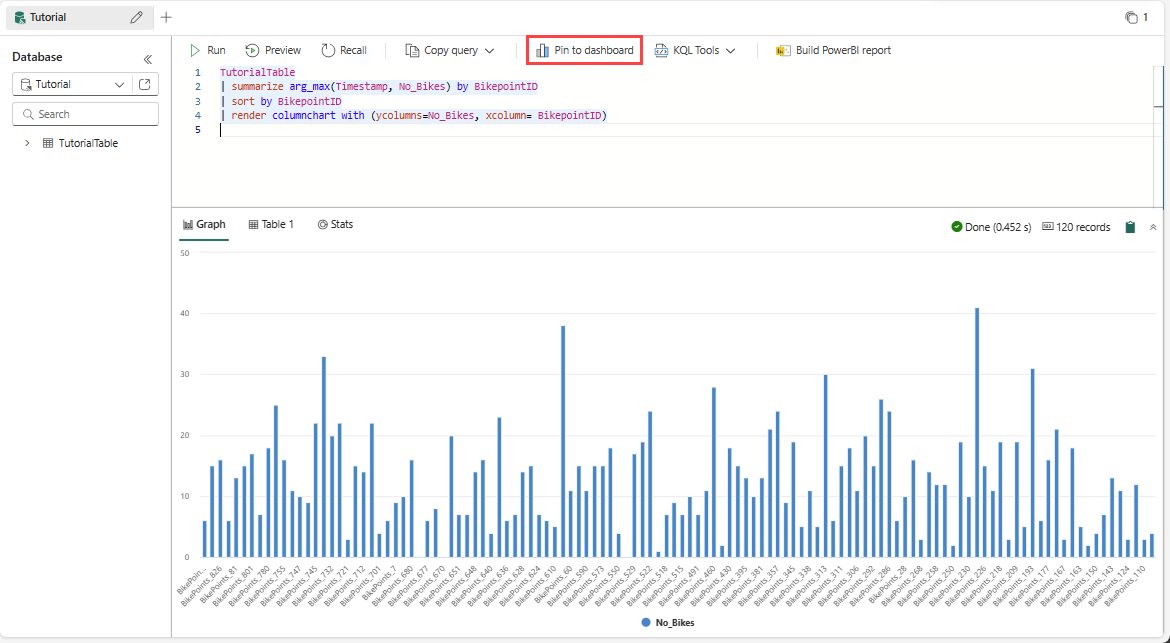 Tutorial
1
Database
Run Preview Recall Copy query Pin to dashboard KQL Tools Build PowerBI report
Tutorial
Search
TutorialTable
1 TutorialTable
2 | summarize arg_max(Timestamp, No_Bikes) by BikepointID
3 | sort by BikepointID
4 | render columnchart with (ycolumns=No_Bikes, xcolumn= BikepointID)
5
Graph Table 1 Stats Done (0.452 s) 120 records
50
40
30
20
10
0
BikePoin...
BikePoints_826
BikePoints_81
BikePoints_801
BikePoints_780
BikePoints_755
BikePoints_747
BikePoints_745
BikePoints_732
BikePoints_721
BikePoints_712
BikePoints_701
BikePoints_7
BikePoints_680
BikePoints_677
BikePoints_670
BikePoints_651
BikePoints_648
BikePoints_640
BikePoints_636
BikePoints_628
BikePoints_624
BikePoints_610
BikePoints_60
BikePoints_590
BikePoints_573
BikePoints_550
BikePoints_529
BikePoints_522
BikePoints_518
BikePoints_515
BikePoints_491
BikePoints_460
BikePoints_430
BikePoints_395
BikePoints_381
BikePoints_357
BikePoints_345
BikePoints_338
BikePoints_313
BikePoints_311
BikePoints_306
BikePoints_292
BikePoints_286
BikePoints_28
BikePoints_268
BikePoints_258
BikePoints_250
BikePoints_230
BikePoints_226
BikePoints_218
BikePoints_209
BikePoints_193
BikePoints_177
BikePoints_167
BikePoints_163
BikePoints_150
BikePoints_143
BikePoints_124
BikePoints_110
No_Bikes